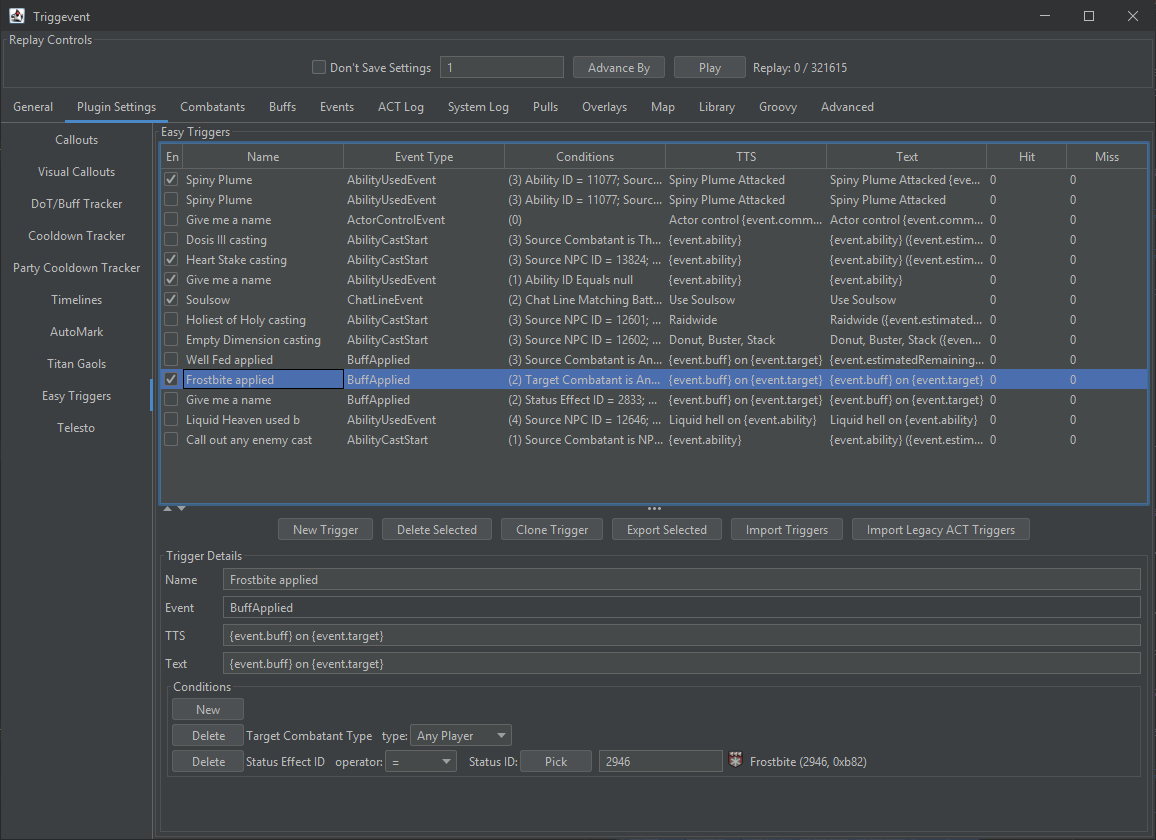 Triggevent
Replay Controls
Don't Save Settings 1 Advance By Play Replay: 0 / 321615
General Plugin Settings Combatants Buffs Events ACT Log System Log Pulls Overlays Map Library Groovy Advanced
Callouts
Visual Callouts
DoT/Buff Tracker
Cooldown Tracker
Party Cooldown Tracker
Timelines
AutoMark
Titan Gaols
Easy Triggers
Telesto
Easy Triggers
En Name Event Type Conditions TTS Text Hit Miss
Spiny Plume AbilityUsedEvent (3) Ability ID = 11077; Sourc... Spiny Plume Attacked Spiny Plume Attacked {eve... 0 0
Spiny Plume AbilityUsedEvent (3) Ability ID = 11077; Sourc... Spiny Plume Attacked Spiny Plume Attacked 0 0
Give me a name ActorControlEvent (0) Actor control {event.comm... Actor control {event.comm... 0 0
Dosis III casting AbilityCastStart (3) Source Combatant is Th... {event.ability} {event.ability} ({event.estim... 0 0
Heart Stake casting AbilityCastStart (3) Source NPC ID = 13824; ... {event.ability} {event.ability} ({event.estim... 0 0
Give me a name AbilityUsedEvent (1) Ability ID Equals null {event.ability} {event.ability} 0 0
Soulsow ChatLineEvent (2) Chat Line Matching Batt... Use Soulsow Use Soulsow 0 0
Holiest of Holy casting AbilityCastStart (3) Source NPC ID = 12601; ... Raidwide Raidwide ({event.estimated... 0 0
Empty Dimension casting AbilityCastStart (3) Source NPC ID = 12602; ... Donut, Buster, Stack Donut, Buster, Stack ({even... 0 0
Well Fed applied BuffApplied (3) Source Combatant is An... {event.buff} on {event.target} {event.estimatedRemaining... 0 0
Frostbite applied BuffApplied (2) Target Combatant is An... {event.buff} on {event.target} {event.buff} on {event.target} 0 0
Give me a name BuffApplied (2) Status Effect ID = 2833; ... {event.buff} on {event.target} {event.buff} on {event.target} 0 0
Liquid Heaven used b AbilityUsedEvent (4) Source NPC ID = 12646; ... Liquid hell on {event.ability} Liquid hell on {event.ability} 0 0
Call out any enemy cast AbilityCastStart (1) Source Combatant is NP... {event.ability} {event.ability} ({event.estim... 0 0
New Trigger Delete Selected Clone Trigger Export Selected Import Triggers Import Legacy ACT Triggers
Trigger Details
Name Frostbite applied
Event BuffApplied
TTS {event.buff} on {event.target}
Text {event.buff} on {event.target}
Conditions
New
Delete Target Combatant Type type: Any Player
Delete Status Effect ID operator: = Status ID: Pick 2946 Frostbite (2946, 0xb82)